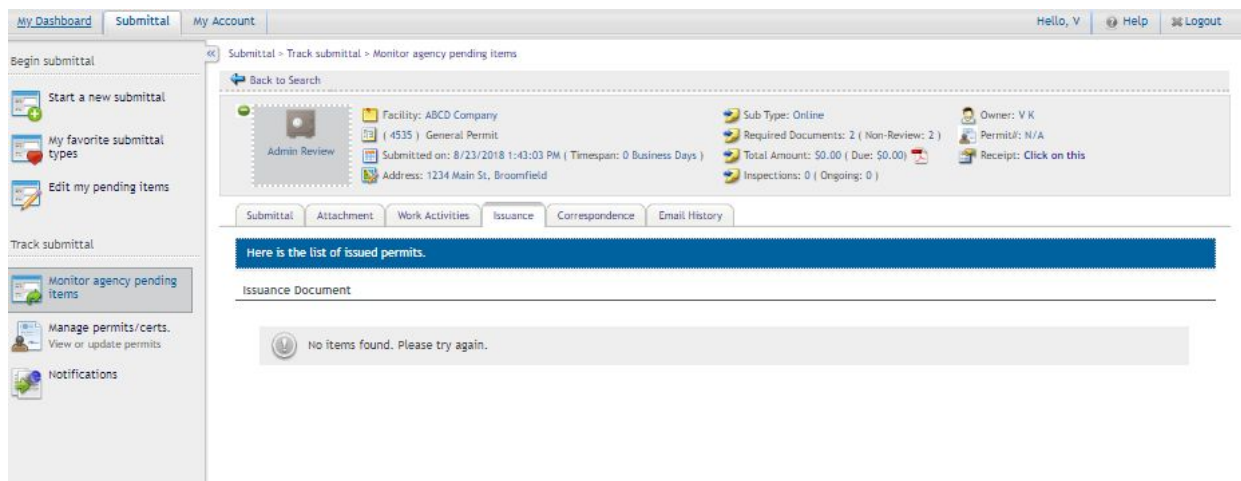 My Dashboard
Submittal
My Account
Hello, V
Help
Logout
Begin submittal
Start a new submittal
My favorite submittal
types
Edit my pending items
Track submittal
Monitor agency pending
items
Manage permits/certs.
View or update permits
Notifications
Submittal > Track submittal > Monitor agency pending items
Back to Search
Admin Review
Facility: ABCD Company
( 4535 ) General Permit
Submitted on: 8/23/2018 1:43:03 PM ( Timespan: 0 Business Days )
Address: 1234 Main St, Broomfield
Sub Type: Online
Required Documents: 2 ( Non-Review: 2 )
Total Amount: $0.00 ( Due: $0.00)
Inspections: 0 ( Ongoing: 0 )
Owner: V K
Permit#: N/A
Receipt: Click on this
Submittal
Attachment
Work Activities
Issuance
Correspondence
Email History
Here is the list of issued permits.
Issuance Document
No items found. Please try again.